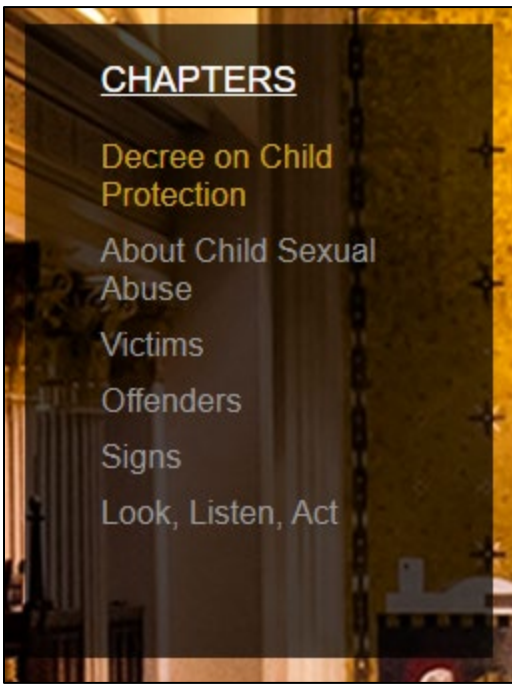 CHAPTERS
Decree on Child
Protection
About Child Sexual
Abuse
Victims
Offenders
Signs
Look, Listen, Act